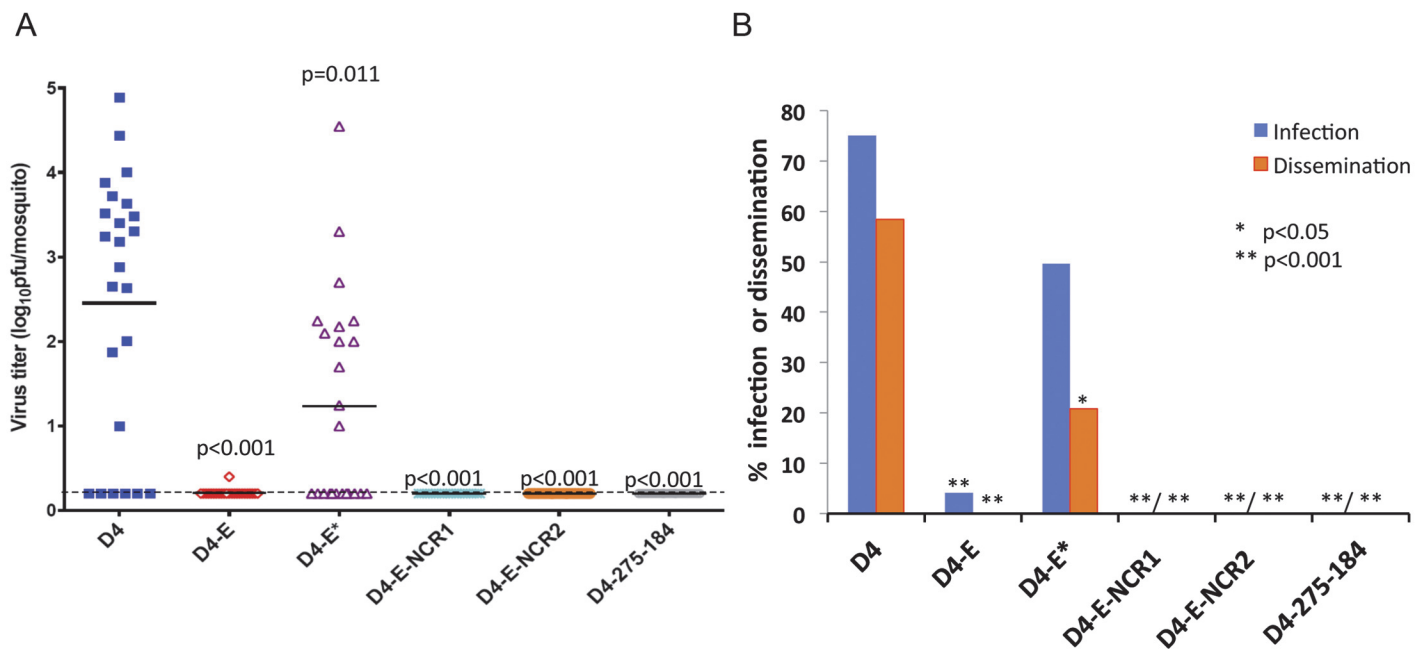 A
p=0.011
5
4
3
2
1
0
Virus titer (log10pfu/mosquito)
p<0.001
p<0.001
p<0.001
p<0.001
D4
D4-E
D4-E*
D4-E-NCR1
D4-E-NCR2
D4-275-184
B
80
70
60
50
40
30
20
10
0
% infection or dissemination
Infection
Dissemination
* p<0.05
** p<0.001
*
**
**
**/**
**/**
**/**
D4
D4-E
D4-E*
D4-E-NCR1
D4-E-NCR2
D4-275-184